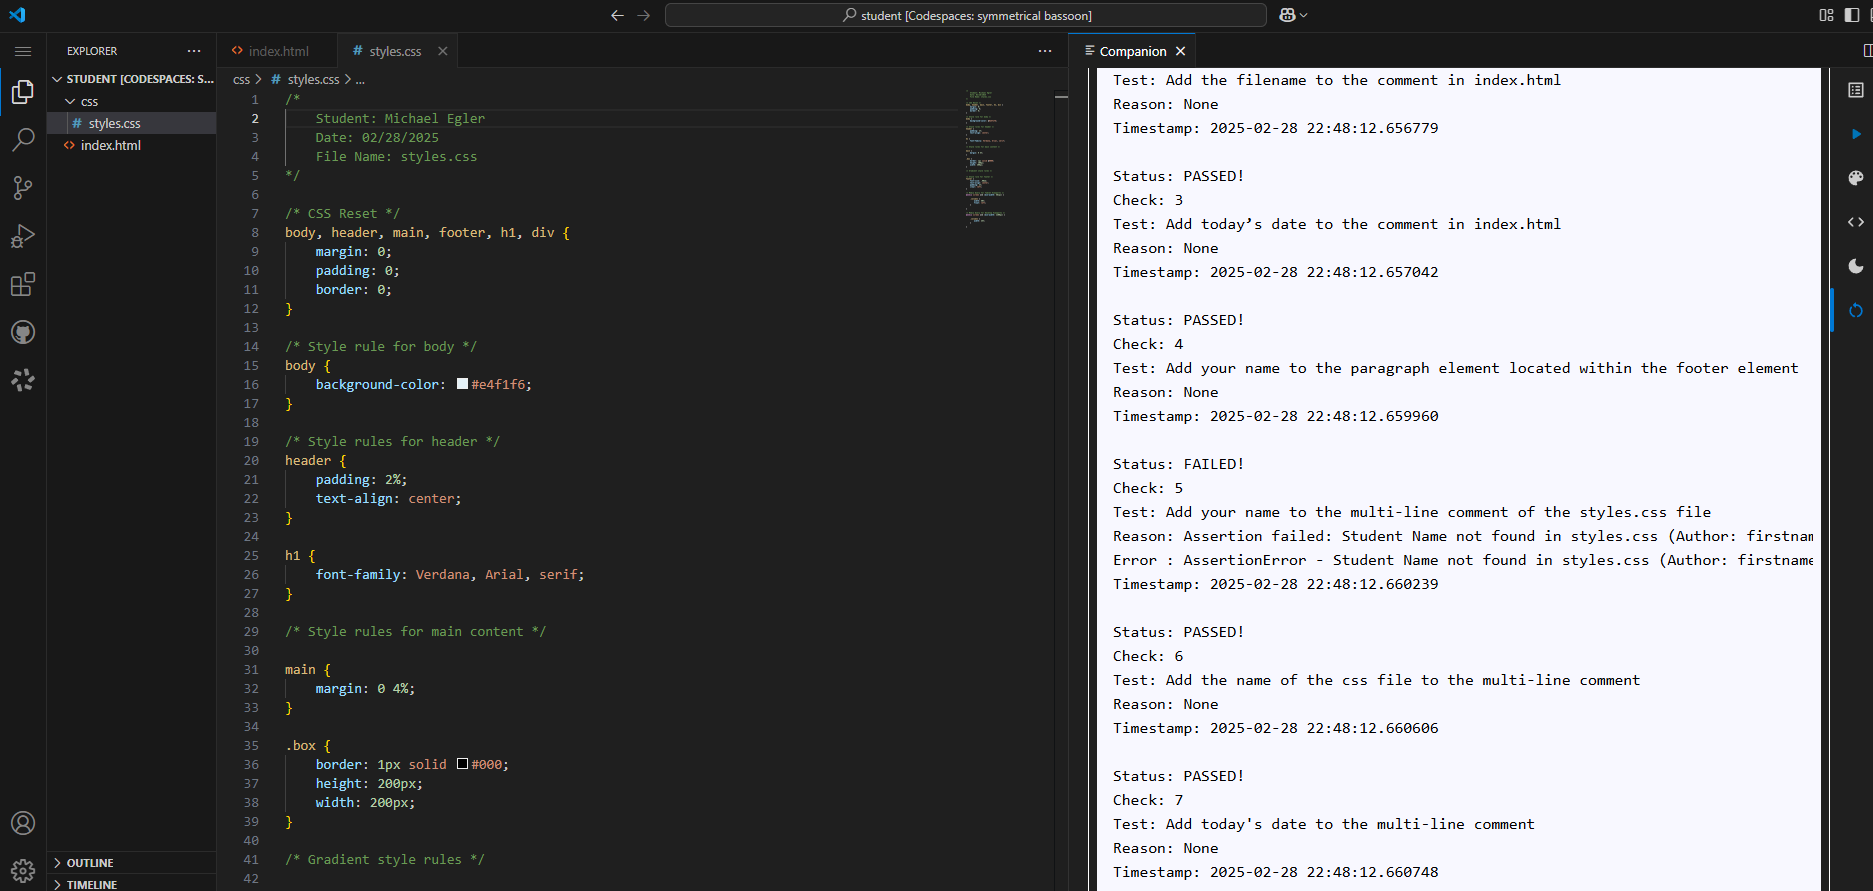 student [Codespaces: symmetrical bassoon]
EXPLORER
STUDENT [CODESPACES: S...
css
# styles.css
<> index.html
OUTLINE
TIMELINE
<> index.html
# styles.css
css > # styles.css > ...
1 /*
2 Student: Michael Egler
3 Date: 02/28/2025
4 File Name: styles.css
5 */
6
7 /* CSS Reset */
8 body, header, main, footer, h1, div {
9 margin: 0;
10 padding: 0;
11 border: 0;
12 }
13
14 /* Style rule for body */
15 body {
16 background-color: #e4f1f6;
17 }
18
19 /* Style rules for header */
20 header {
21 padding: 2%;
22 text-align: center;
23 }
24
25 h1 {
26 font-family: Verdana, Arial, serif;
27 }
28
29 /* Style rules for main content */
30
31 main {
32 margin: 0 4%;
33 }
34
35 .box {
36 border: 1px solid #000;
37 height: 200px;
38 width: 200px;
39 }
40
41 /* Gradient style rules */
42
Companion
Test: Add the filename to the comment in index.html
Reason: None
Timestamp: 2025-02-28 22:48:12.656779
Status: PASSED!
Check: 3
Test: Add today’s date to the comment in index.html
Reason: None
Timestamp: 2025-02-28 22:48:12.657042
Status: PASSED!
Check: 4
Test: Add your name to the paragraph element located within the footer element
Reason: None
Timestamp: 2025-02-28 22:48:12.659960
Status: FAILED!
Check: 5
Test: Add your name to the multi-line comment of the styles.css file
Reason: Assertion failed: Student Name not found in styles.css (Author: firstnam
Error : AssertionError - Student Name not found in styles.css (Author: firstname
Timestamp: 2025-02-28 22:48:12.660239
Status: PASSED!
Check: 6
Test: Add the name of the css file to the multi-line comment
Reason: None
Timestamp: 2025-02-28 22:48:12.660606
Status: PASSED!
Check: 7
Test: Add today's date to the multi-line comment
Reason: None
Timestamp: 2025-02-28 22:48:12.660748